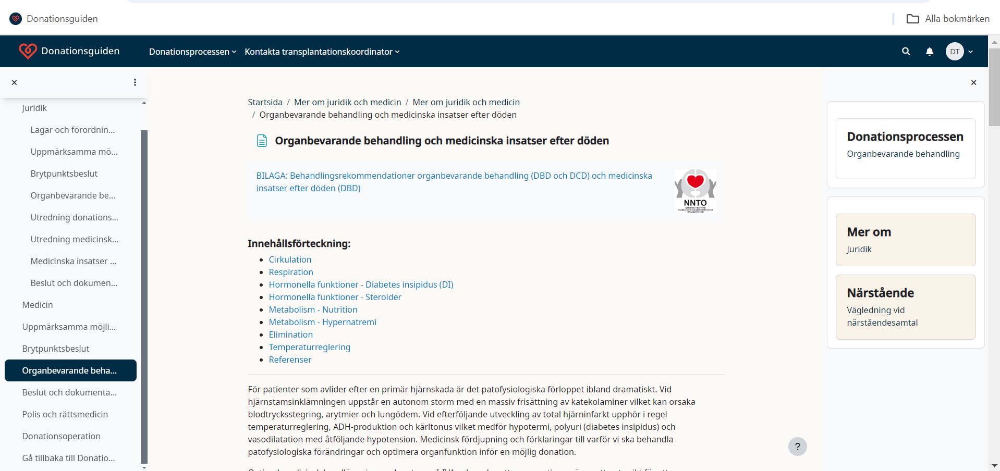 Donationsguiden
Alla bokmärken
Donationsguiden
Donationsprocessen
Kontakta transplantationskoordinator
DT
Juridik
Lagar och förordnin...
Uppmärksamma mö...
Brytpunktsbeslut
Organbevarande be...
Utredning donations...
Utredning medicinsk...
Medicinska insatser ...
Beslut och dokumen...
Medicin
Uppmärksamma möjli...
Brytpunktsbeslut
Organbevarande beha...
Beslut och dokumenta...
Polis och rättsmedicin
Donationsoperation
Gå tillbaka till Donatio...
Startsida / Mer om juridik och medicin / Mer om juridik och medicin
/ Organbevarande behandling och medicinska insatser efter döden
Organbevarande behandling och medicinska insatser efter döden
BILAGA: Behandlingsrekommendationer organbevarande behandling (DBD och DCD) och medicinska
insatser efter döden (DBD)
NNTO
NATIONELLT NÄTVERK
TRANSPLANTATIONSKOORDINATORER
ORGANDONATION
Innehållsförteckning:
Cirkulation
Respiration
Hormonella funktioner - Diabetes insipidus (DI)
Hormonella funktioner - Steroider
Metabolism - Nutrition
Metabolism - Hypernatremi
Elimination
Temperaturreglering
Referenser
För patienter som avlider efter en primär hjärnskada är det patofysiologiska förloppet ibland dramatiskt. Vid
hjärnstamsinklämningen uppstår en autonom storm med en massiv frisättning av katekolaminer vilket kan orsaka
blodtrycksstegring, arytmier och lungödem. Vid efterföljande utveckling av total hjärninfarkt upphör i regel
temperaturreglering, ADH-produktion och kärltonus vilket medför hypotermi, polyuri (diabetes insipidus) och
vasodilatation med åtföljande hypotension. Medicinsk fördjupning och förklaringar till varför vi ska behandla
patofysiologiska förändringar och optimera organfunktion inför en möjlig donation.
Donationsprocessen
Organbevarande behandling
Mer om
Juridik
Närstående
Vägledning vid
närståendesamtal
?